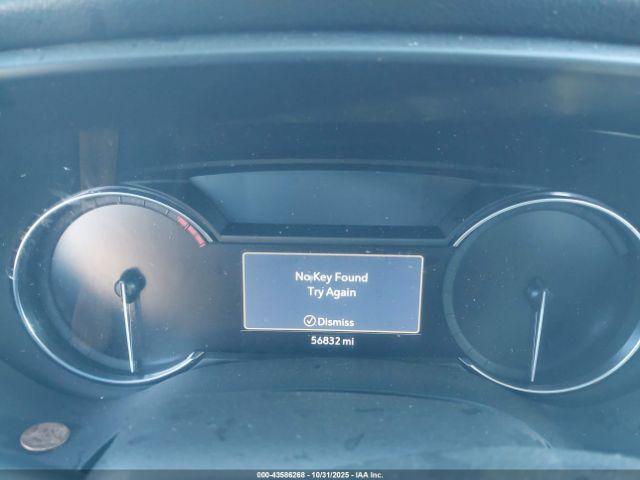 No Key Found
Try Again
Dismiss
56832 mi
000-43586268 | 10/31/2025 | IAA Inc.